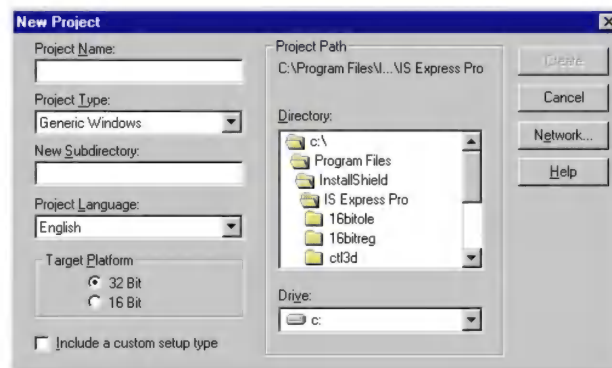 New Project
Project Name:
Project Type:
Generic Windows
New Subdirectory:
Project Language:
English
Target Platform
32 Bit
16 Bit
Include a custom setup type
Project Path
C:\Program Files\I...\IS Express Pro
Directory:
c:\
Program Files
InstallShield
IS Express Pro
16bitole
16bitreg
ctl3d
Drive:
c:
Create
Cancel
Network...
Help